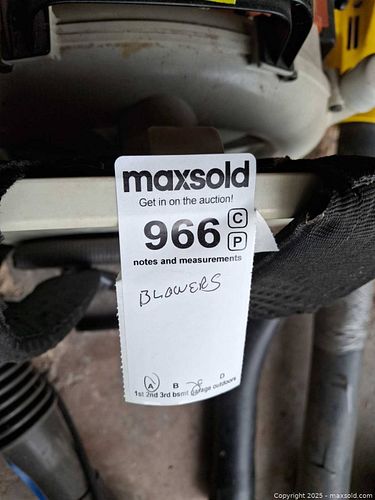 maxsold
Get in on the auction!
966 C
P
notes and measurements
BLOWERS
A B D
1st 2nd 3rd bsmt garage outdoors
Copyright 2025 - maxsold.com